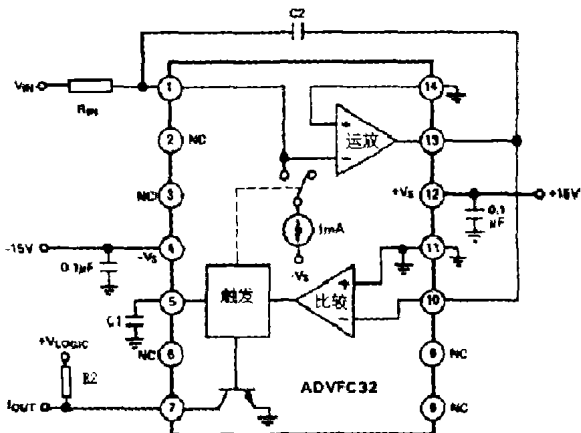 C2
VIN
RIN
1
14
运放
13
2
NC
+VS
12
+15V
3
NC
0.1
μF
1mA
-15V
4
-VS
11
0.1μF
-VS
触发
比较
5
10
C1
+VLOGIC
6
NC
9
NC
R2
ADVFC32
7
8
NC